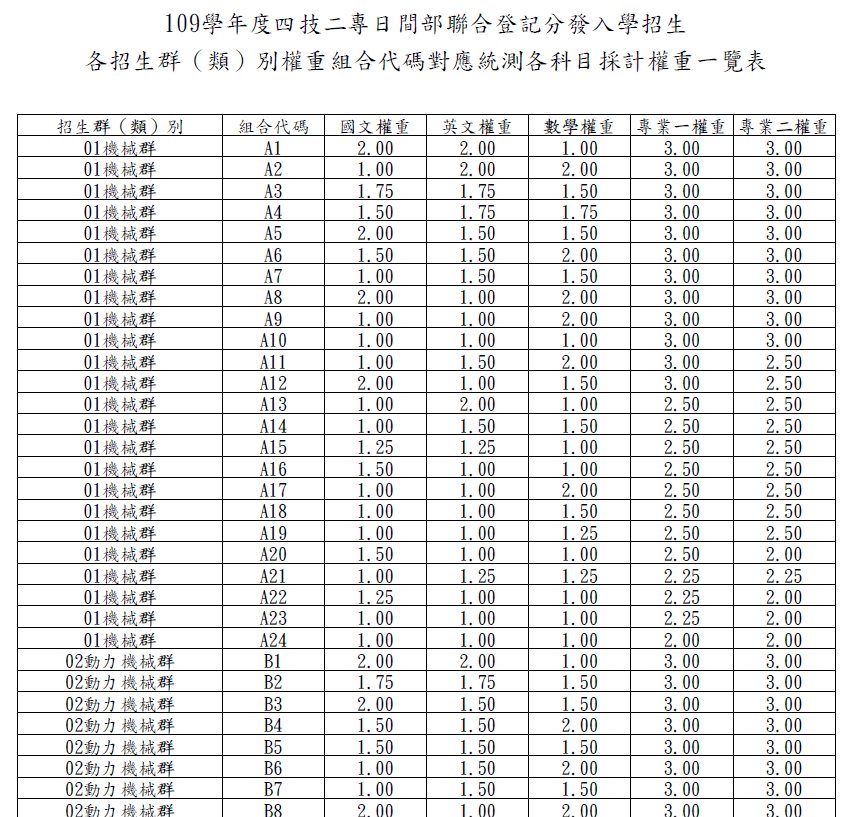 109學年度四技二專日間部聯合登記分發入學招生
各招生群（類）別權重組合代碼對應統測各科目採計權重一覽表
招生群（類）別 組合代碼 國文權重 英文權重 數學權重 專業一權重 專業二權重
01機械群 A1 2.00 2.00 1.00 3.00 3.00
01機械群 A2 1.00 2.00 2.00 3.00 3.00
01機械群 A3 1.75 1.75 1.50 3.00 3.00
01機械群 A4 1.50 1.75 1.75 3.00 3.00
01機械群 A5 2.00 1.50 1.50 3.00 3.00
01機械群 A6 1.50 1.50 2.00 3.00 3.00
01機械群 A7 1.00 1.50 1.50 3.00 3.00
01機械群 A8 2.00 1.00 2.00 3.00 3.00
01機械群 A9 1.00 1.00 2.00 3.00 3.00
01機械群 A10 1.00 1.00 1.00 3.00 3.00
01機械群 A11 1.00 1.50 2.00 3.00 2.50
01機械群 A12 2.00 1.00 1.50 3.00 2.50
01機械群 A13 1.00 2.00 1.00 2.50 2.50
01機械群 A14 1.00 1.50 1.50 2.50 2.50
01機械群 A15 1.25 1.25 1.00 2.50 2.50
01機械群 A16 1.50 1.00 1.00 2.50 2.50
01機械群 A17 1.00 1.00 2.00 2.50 2.50
01機械群 A18 1.00 1.00 1.50 2.50 2.50
01機械群 A19 1.00 1.00 1.25 2.50 2.50
01機械群 A20 1.50 1.00 1.00 2.50 2.00
01機械群 A21 1.00 1.25 1.25 2.25 2.25
01機械群 A22 1.25 1.00 1.00 2.25 2.00
01機械群 A23 1.00 1.00 1.00 2.25 2.00
01機械群 A24 1.00 1.00 1.00 2.00 2.00
02動力機械群 B1 2.00 2.00 1.00 3.00 3.00
02動力機械群 B2 1.75 1.75 1.50 3.00 3.00
02動力機械群 B3 2.00 1.50 1.50 3.00 3.00
02動力機械群 B4 1.50 1.50 2.00 3.00 3.00
02動力機械群 B5 1.50 1.50 1.50 3.00 3.00
02動力機械群 B6 1.00 1.50 2.00 3.00 3.00
02動力機械群 B7 1.00 1.50 1.50 3.00 3.00
02動力機械群 B8 2.00 1.00 2.00 3.00 3.00